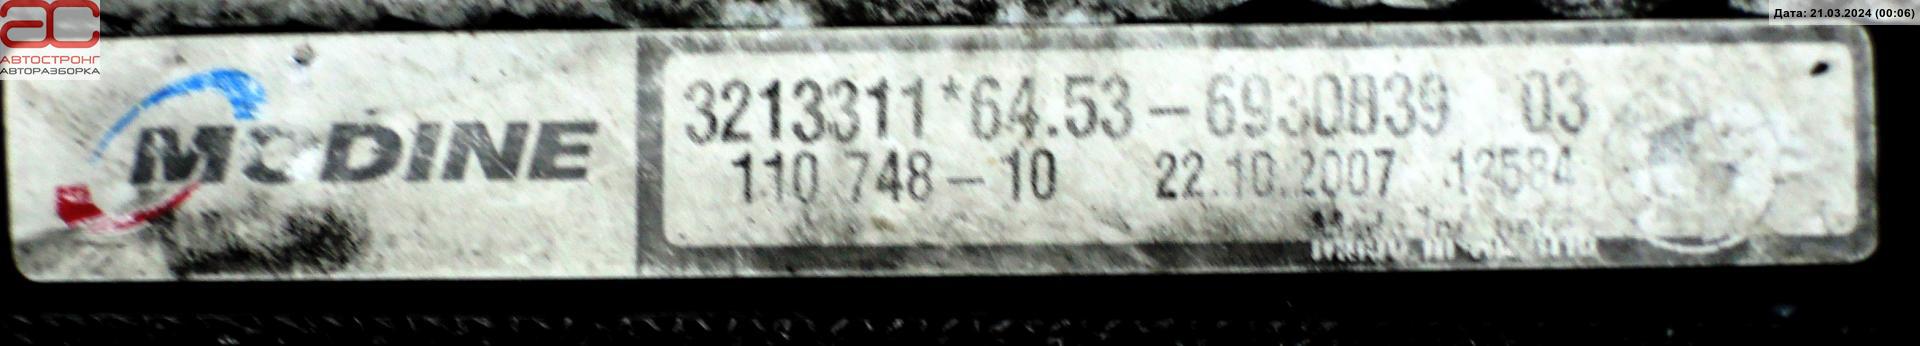 Дата: 21.03.2024 (00:06)
ac
АВТОСТРОНГ
АВТОРАЗБОРКА
MODINE
3213311*64.53-6930839 03
110 748-10 22.10.2007 13584